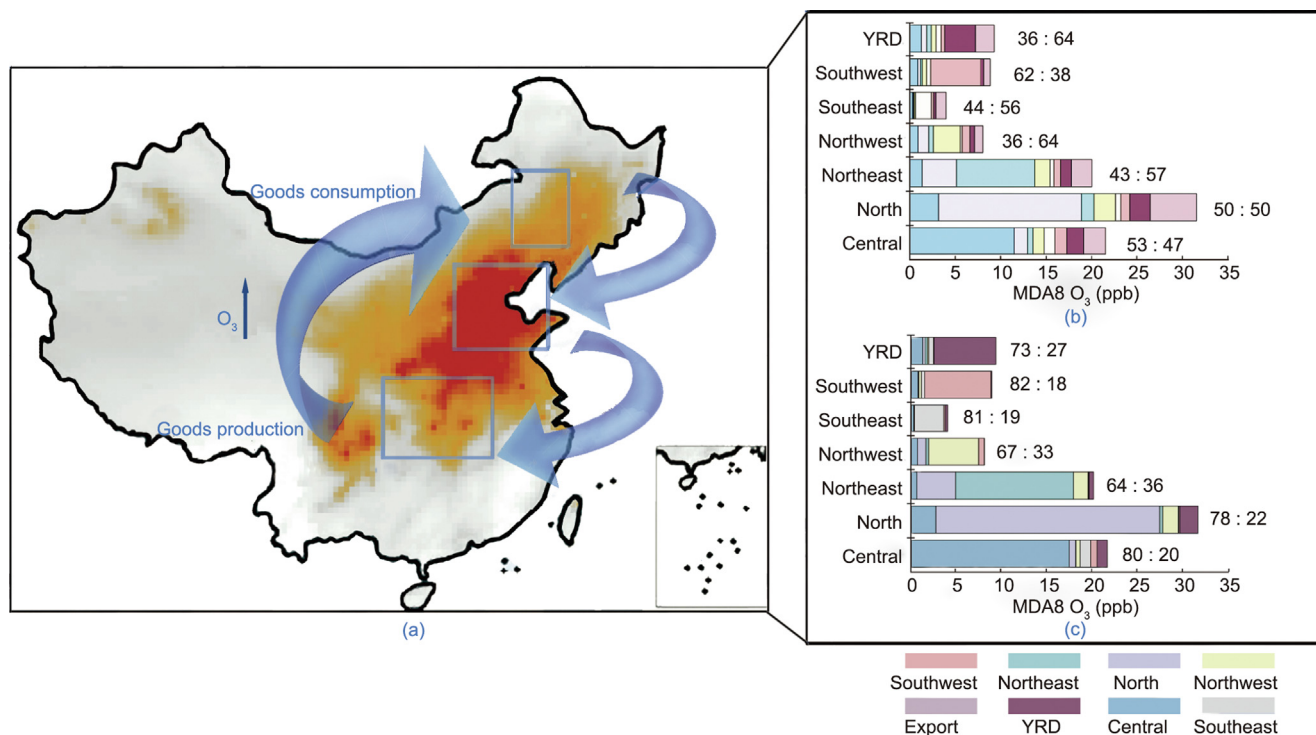 Goods consumption
O3
Goods production
(a)
YRD
36 : 64
Southwest
62 : 38
Southeast
44 : 56
Northwest
36 : 64
Northeast
43 : 57
North
50 : 50
Central
53 : 47
0 5 10 15 20 25 30 35
MDA8 O3 (ppb)
(b)
YRD
73 : 27
Southwest
82 : 18
Southeast
81 : 19
Northwest
67 : 33
Northeast
64 : 36
North
78 : 22
Central
80 : 20
0 5 10 15 20 25 30 35
MDA8 O3 (ppb)
(c)
Southwest Northeast North Northwest
Export YRD Central Southeast